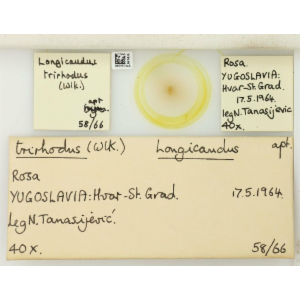 Longicaudus
trirhodus
(Wlk.)
apt
58/66
Rosa.
YUGOSLAVIA:
Hvar-St.Grad.
17.5.1964.
leg N.Tanasijević
40x.
trirhodus (Wlk.) Longicaudus apt.
Rosa
YUGOSLAVIA: Hvar-St.Grad. 17.5.1964.
leg N.Tanasijević.
40x. 58/66